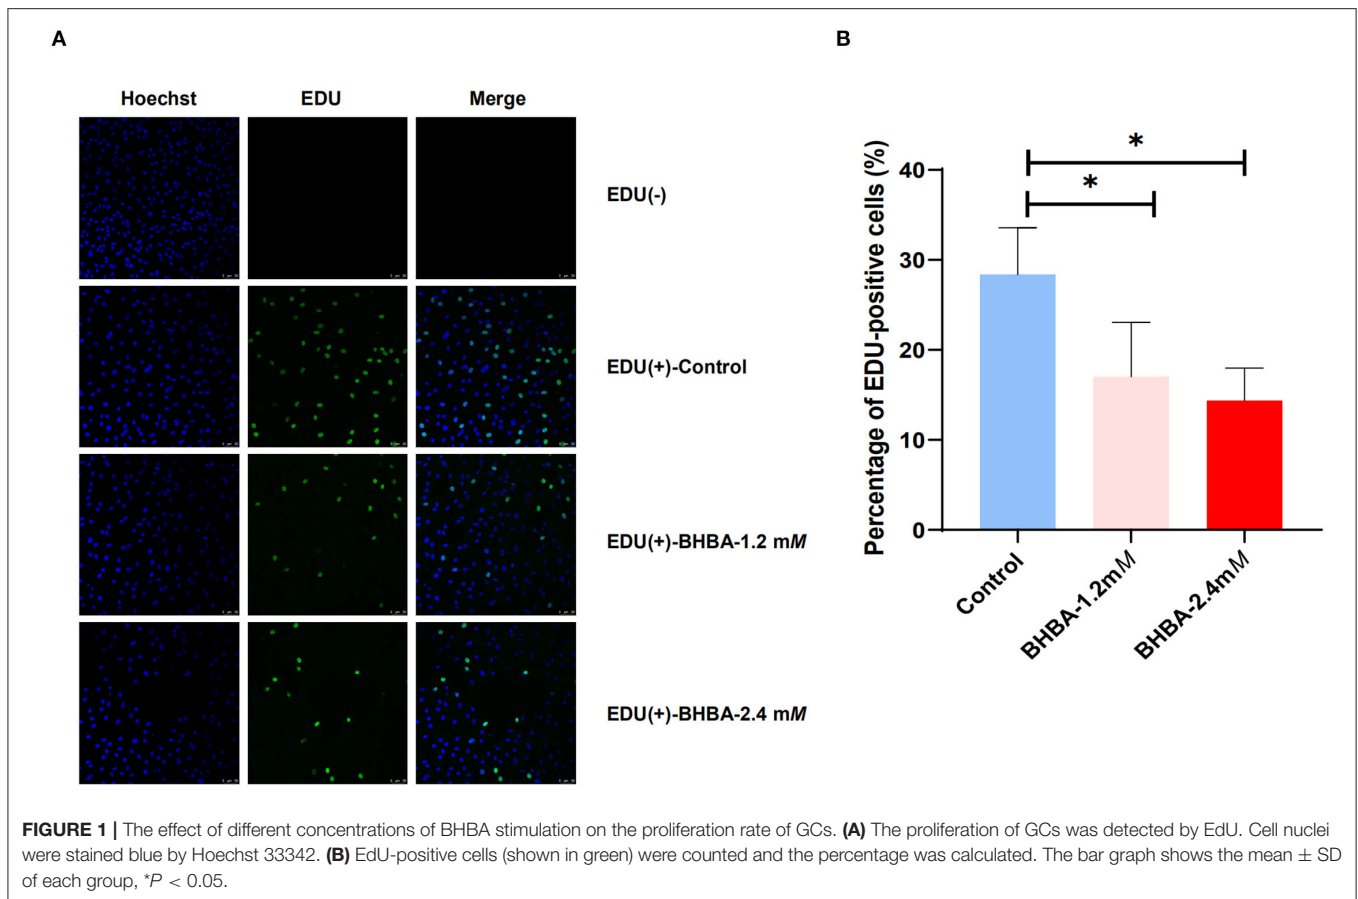 A
B
Hoechst
EDU
Merge
EDU(-)
EDU(+)-Control
EDU(+)-BHBA-1.2 mM
EDU(+)-BHBA-2.4 mM
Percentage of EDU-positive cells (%)
40
30
20
10
0
*
*
Control
BHBA-1.2mM
BHBA-2.4mM
FIGURE 1 | The effect of different concentrations of BHBA stimulation on the proliferation rate of GCs. (A) The proliferation of GCs was detected by EdU. Cell nuclei
were stained blue by Hoechst 33342. (B) EdU-positive cells (shown in green) were counted and the percentage was calculated. The bar graph shows the mean ± SD
of each group, *P < 0.05.